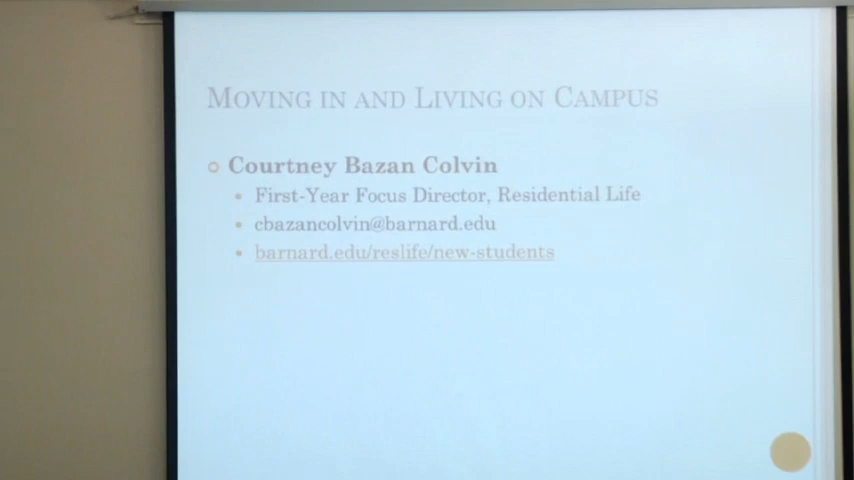 Moving in and Living on Campus
Courtney Bazan Colvin
First-Year Focus Director, Residential Life
cbazancolvin@barnard.edu
barnard.edu/reslife/new-students